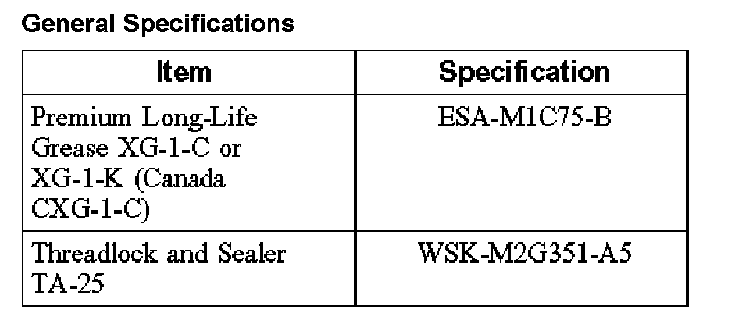 General Specifications
Item
Specification
Premium Long-Life
Grease XG-1-C or
XG-1-K (Canada
CXG-1-C)
ESA-M1C75-B
Threadlock and Sealer
TA-25
WSK-M2G351-A5